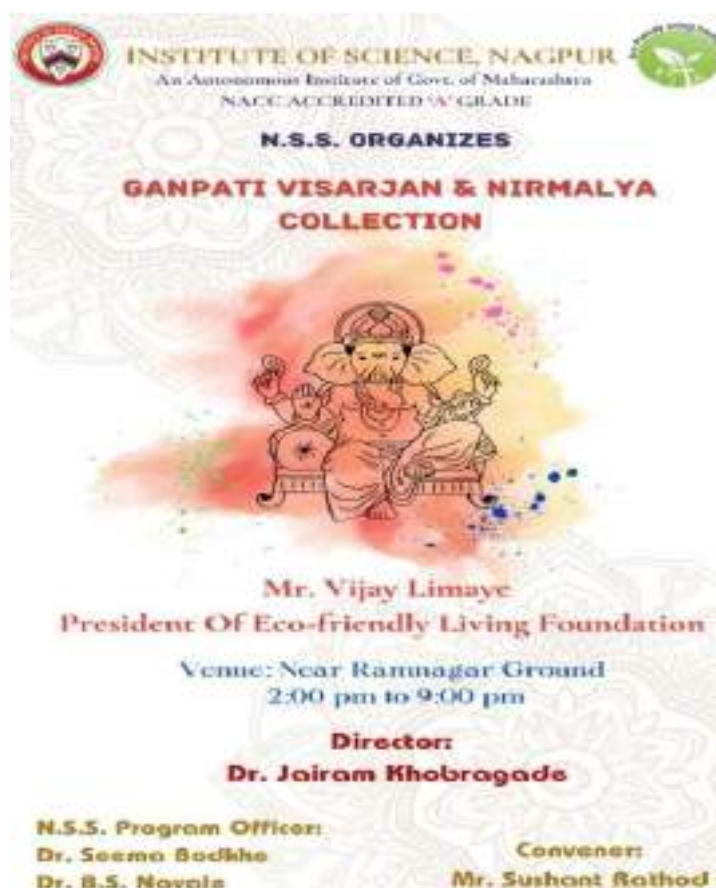 INSTITUTE OF SCIENCE, NAGPUR
An Autonomous Institute of Govt. of Maharashtra
NACC ACCREDITED 'A' GRADE
N.S.S. ORGANIZES
GANPATI VISARJAN & NIRMALYA
COLLECTION
Mr. Vijay Limaye
President Of Eco-friendly Living Foundation
Venue: Near Ramnagar Ground
2:00 pm to 9:00 pm
Director:
Dr. Jairam Khobragade
N.S.S. Program Officer:
Dr. Seema Bodkhe
Dr. B.S. Navale
Convener:
Mr. Sushant Rathod